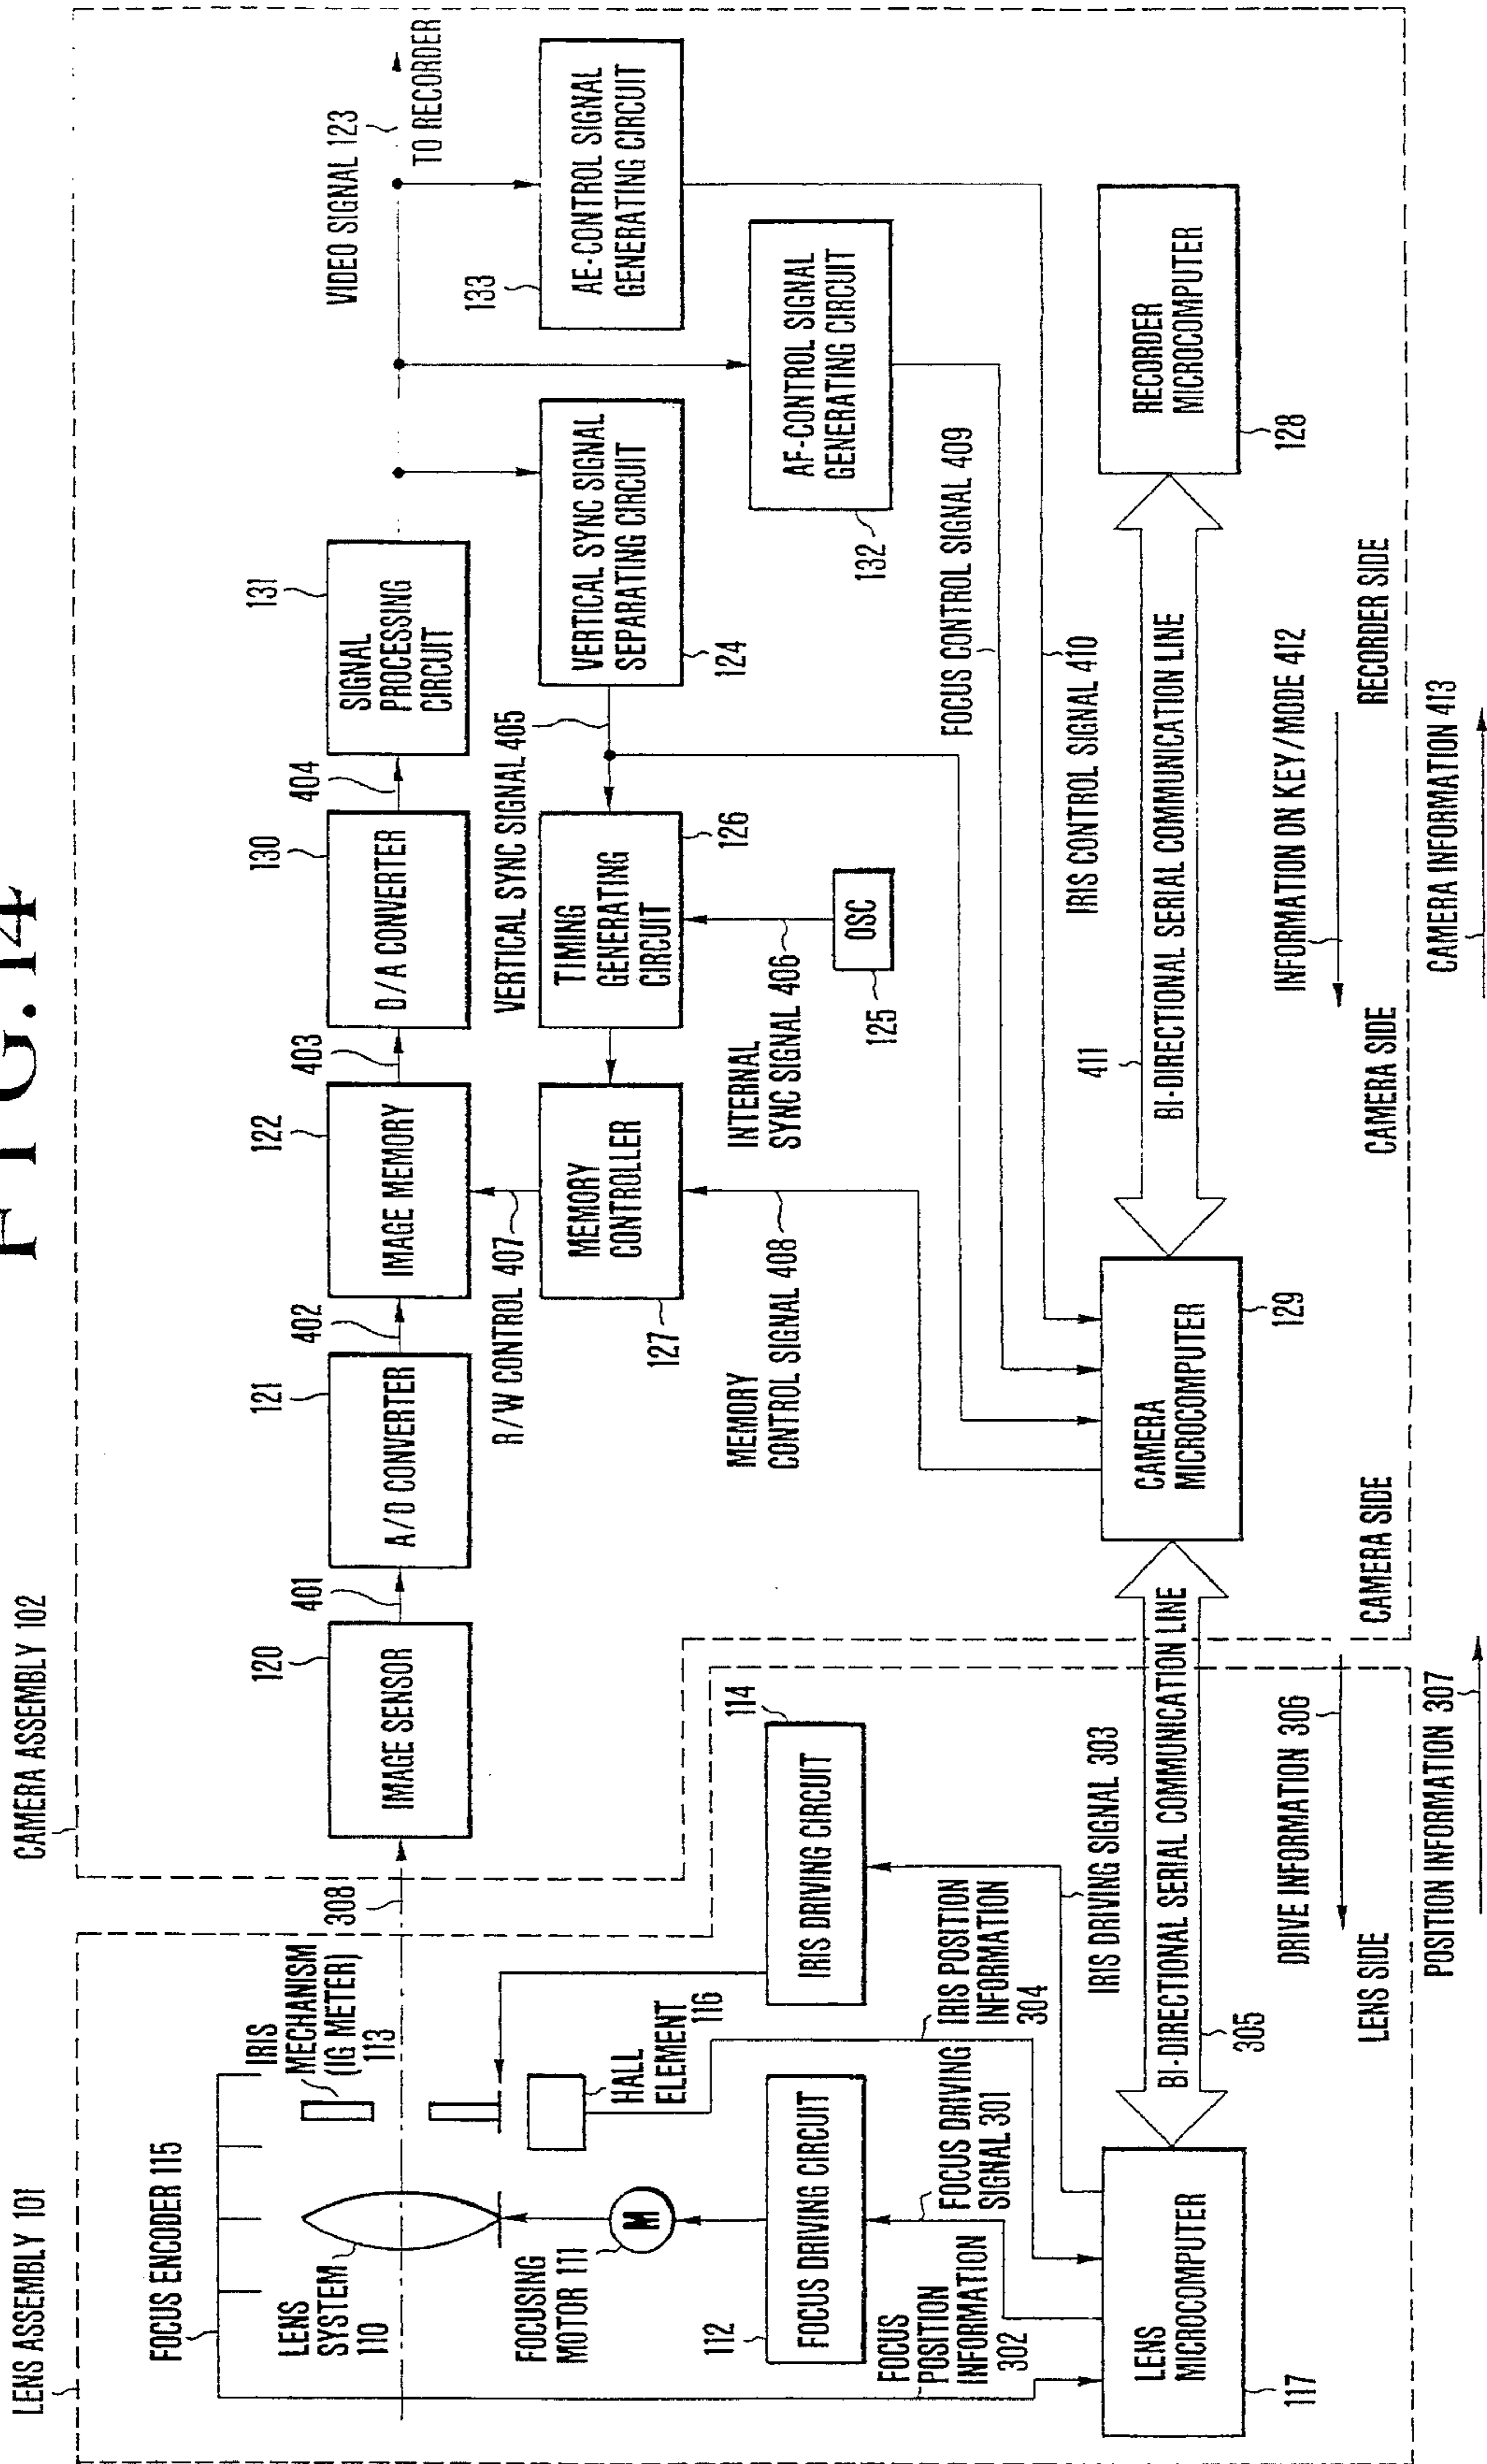 FIG.14
LENS ASSEMBLY 101
CAMERA ASSEMBLY 102
FOCUS ENCODER 115
LENS
SYSTEM
110
IRIS
MECHANISM
(IG METER)
113
308
120
IMAGE SENSOR
401
121
A/D CONVERTER
402
122
IMAGE MEMORY
403
130
D/A CONVERTER
404
131
SIGNAL
PROCESSING
CIRCUIT
VIDEO SIGNAL 123
TO RECORDER
FOCUSING
MOTOR 111
M
HALL
ELEMENT
116
R/W CONTROL 407
MEMORY
CONTROLLER
127
VERTICAL SYNC SIGNAL 405
TIMING
GENERATING
CIRCUIT
126
VERTICAL SYNC SIGNAL
SEPARATING CIRCUIT
124
133
AE-CONTROL SIGNAL
GENERATING CIRCUIT
112
FOCUS DRIVING CIRCUIT
114
IRIS DRIVING CIRCUIT
MEMORY
CONTROL SIGNAL 408
INTERNAL
SYNC SIGNAL 406
OSC
125
AF-CONTROL SIGNAL
GENERATING CIRCUIT
132
FOCUS
POSITION
INFORMATION
302
FOCUS DRIVING
SIGNAL 301
IRIS POSITION
INFORMATION
304
FOCUS CONTROL SIGNAL 409
IRIS DRIVING SIGNAL 303
IRIS CONTROL SIGNAL 410
LENS
MICROCOMPUTER
117
BI-DIRECTIONAL SERIAL COMMUNICATION LINE
305
CAMERA
MICROCOMPUTER
129
411
BI-DIRECTIONAL SERIAL COMMUNICATION LINE
RECORDER
MICROCOMPUTER
128
DRIVE INFORMATION 306
INFORMATION ON KEY/MODE 412
LENS SIDE
CAMERA SIDE
CAMERA SIDE
RECORDER SIDE
POSITION INFORMATION 307
CAMERA INFORMATION 413